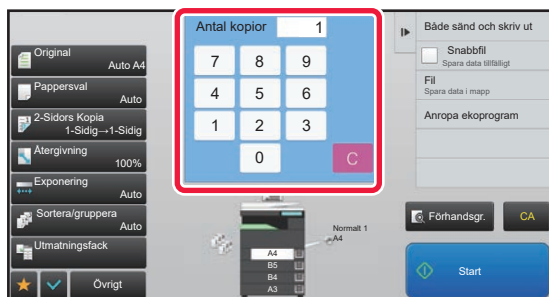 Original
Auto A4
Pappersval
Auto
2-Sidors Kopia
1-Sidig→1-Sidig
Återgivning
100%
Exponering
Auto
Sortera/gruppera
Auto
Utmatningsfack
Övrigt
Antal kopior 1
7 8 9
4 5 6
1 2 3
0 C
Normalt 1
A4
A4
B5
B4
A3
Både sänd och skriv ut
Snabbfil
Spara data tillfälligt
Fil
Spara data i mapp
Anropa ekoprogram
Förhandsgr.
CA
Start